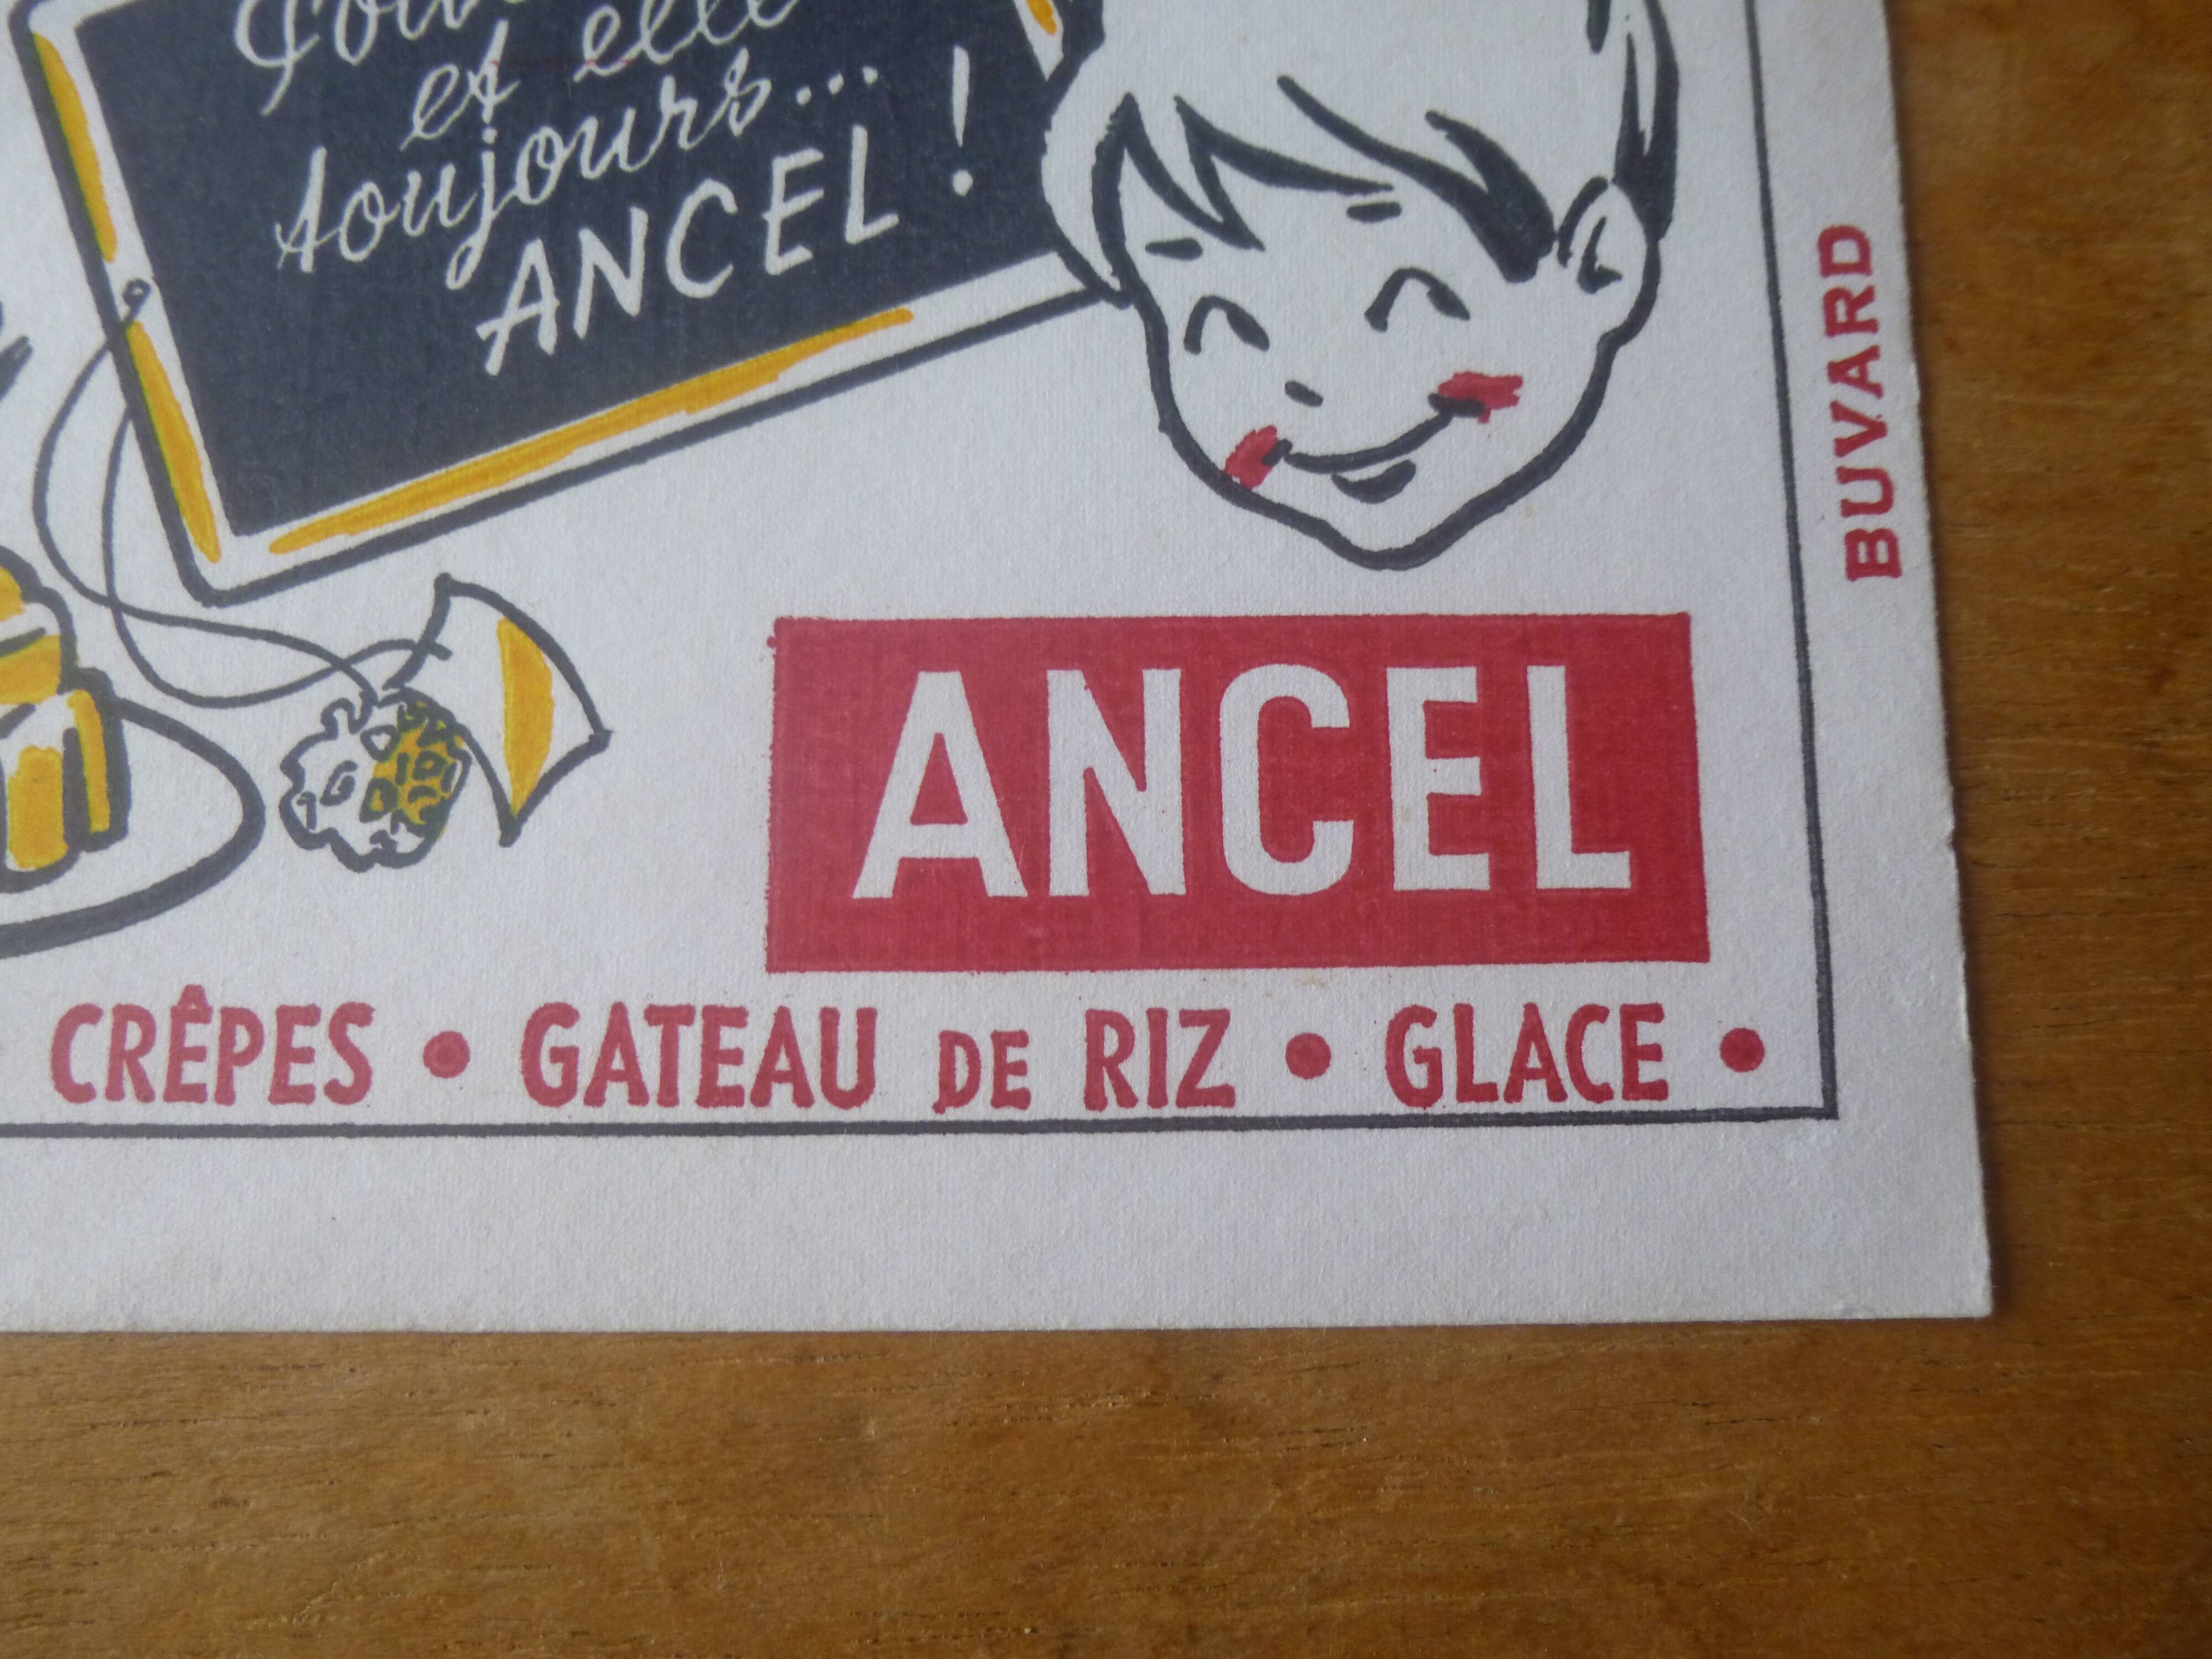 et elle
toujours...
ANCEL !
BUVARD
ANCEL
CRÊPES • GATEAU DE RIZ • GLACE •